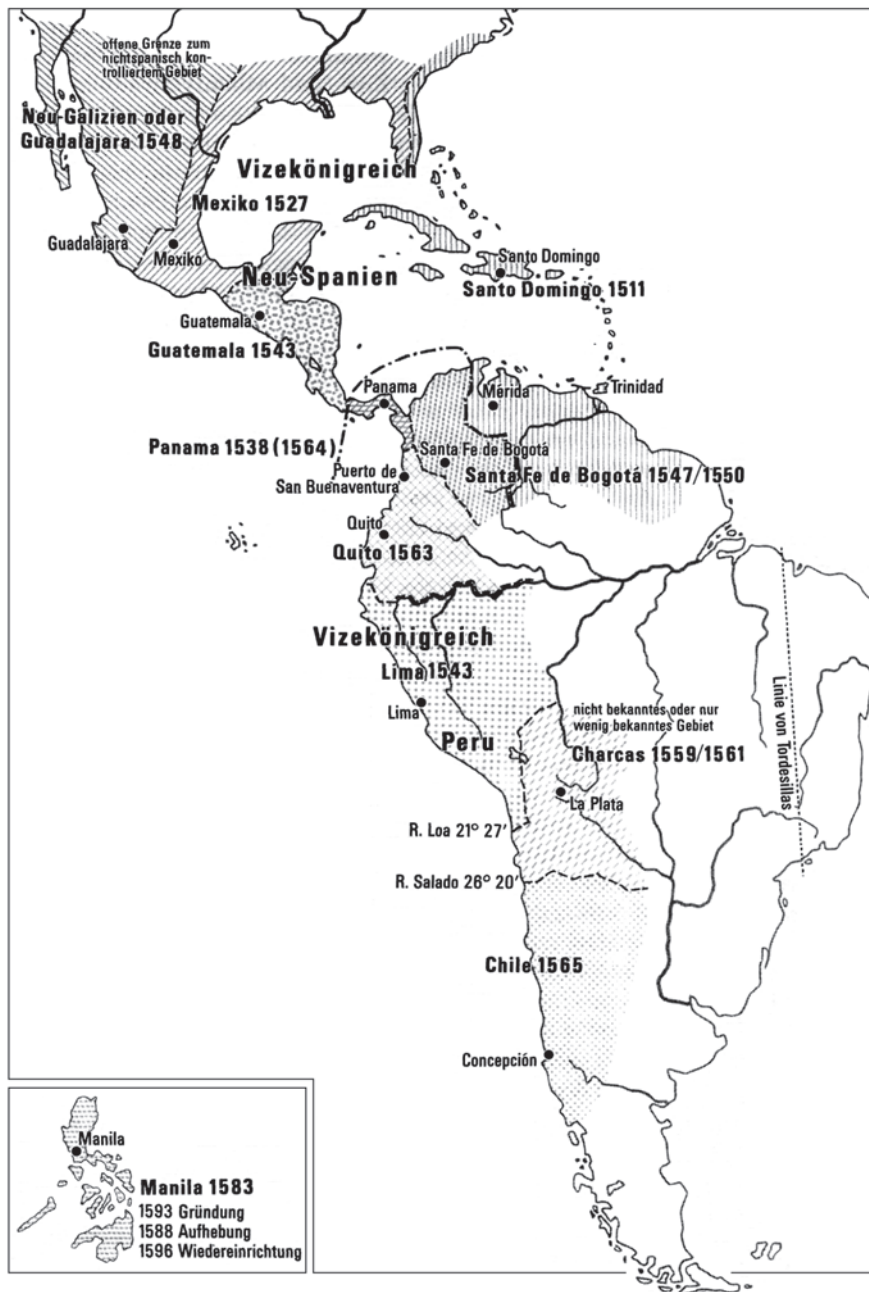 offene Grenze zum
nichtspanisch kon-
trolliertem Gebiet
Neu-Galizien oder
Guadalajara 1548
Vizekönigreich
Mexiko 1527
Guadalajara
Mexiko
Santo Domingo
Neu-Spanien
Santo Domingo 1511
Guatemala
Guatemala 1543
Panama
Merida
Trinidad
Panama 1538 (1564)
Santa Fe de Bogotá
Puerto de
San Buenaventura
Santa Fe de Bogotá 1547/1550
Quito
Quito 1563
Vizekönigreich
Lima 1543
Lima
Peru
nicht bekanntes oder nur
wenig bekanntes Gebiet
Charcas 1559/1561
Linie von Tordesillas
La Plata
R. Loa 21° 27′
R. Salado 26° 20′
Chile 1565
Concepción
Manila
Manila 1583
1593 Gründung
1588 Aufhebung
1596 Wiedereinrichtung